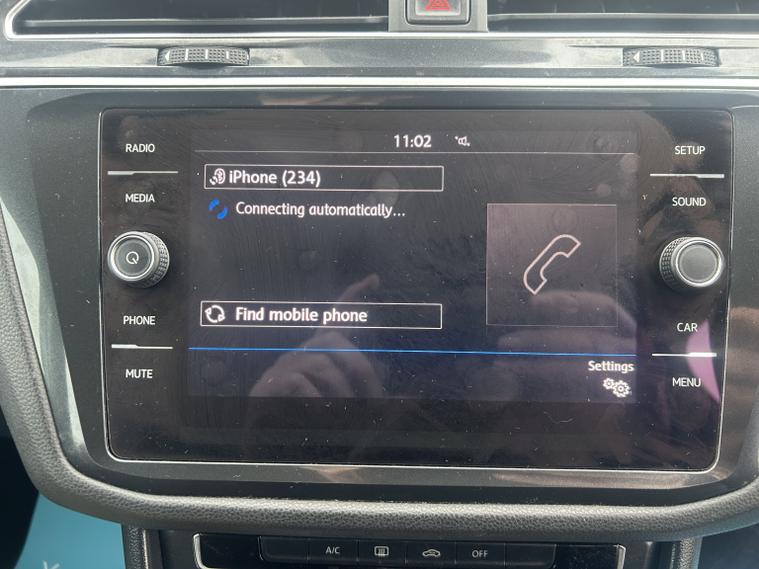 11:02
RADIO
SETUP
iPhone (234)
MEDIA
SOUND
Connecting automatically...
PHONE
Find mobile phone
CAR
MUTE
Settings
MENU
A/C
OFF